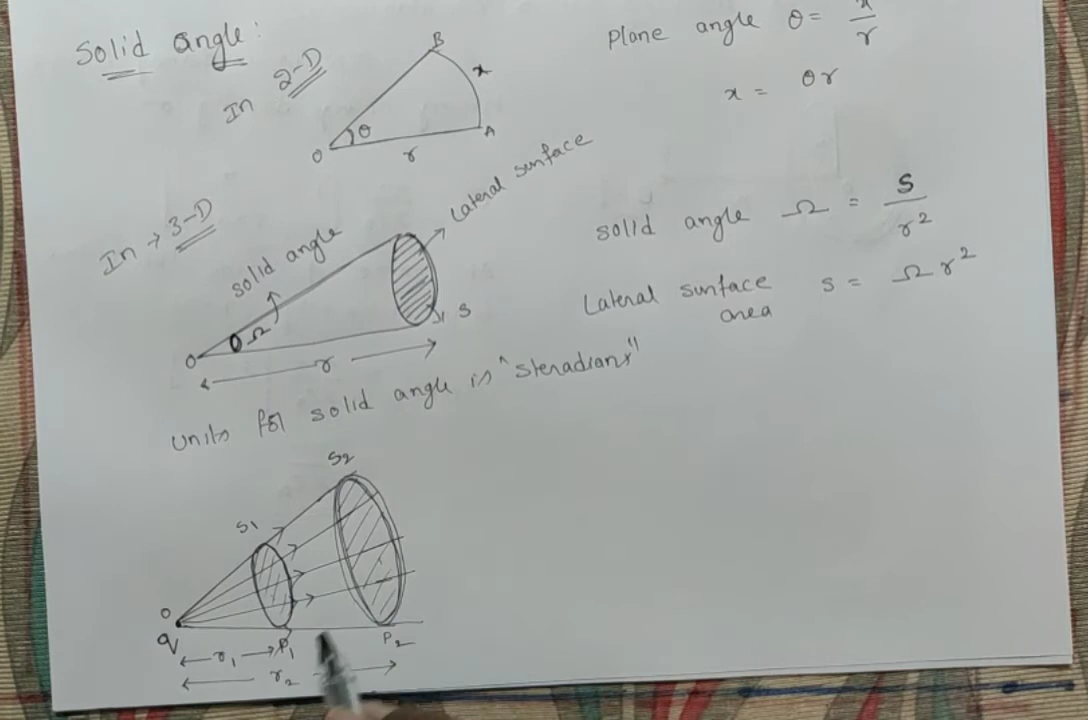 Solid angle:
In 2-D
B
x
θ
O
r
A
Plane angle θ = x/r
x = θr
In → 3-D
solid angle
Lateral surface
Ω
O
S
r
solid angle Ω = S/r²
Lateral surface area S = Ωr²
Units for solid angle is "steradians"
S₂
S₁
O
q
P₁
P₂
r₁
r₂